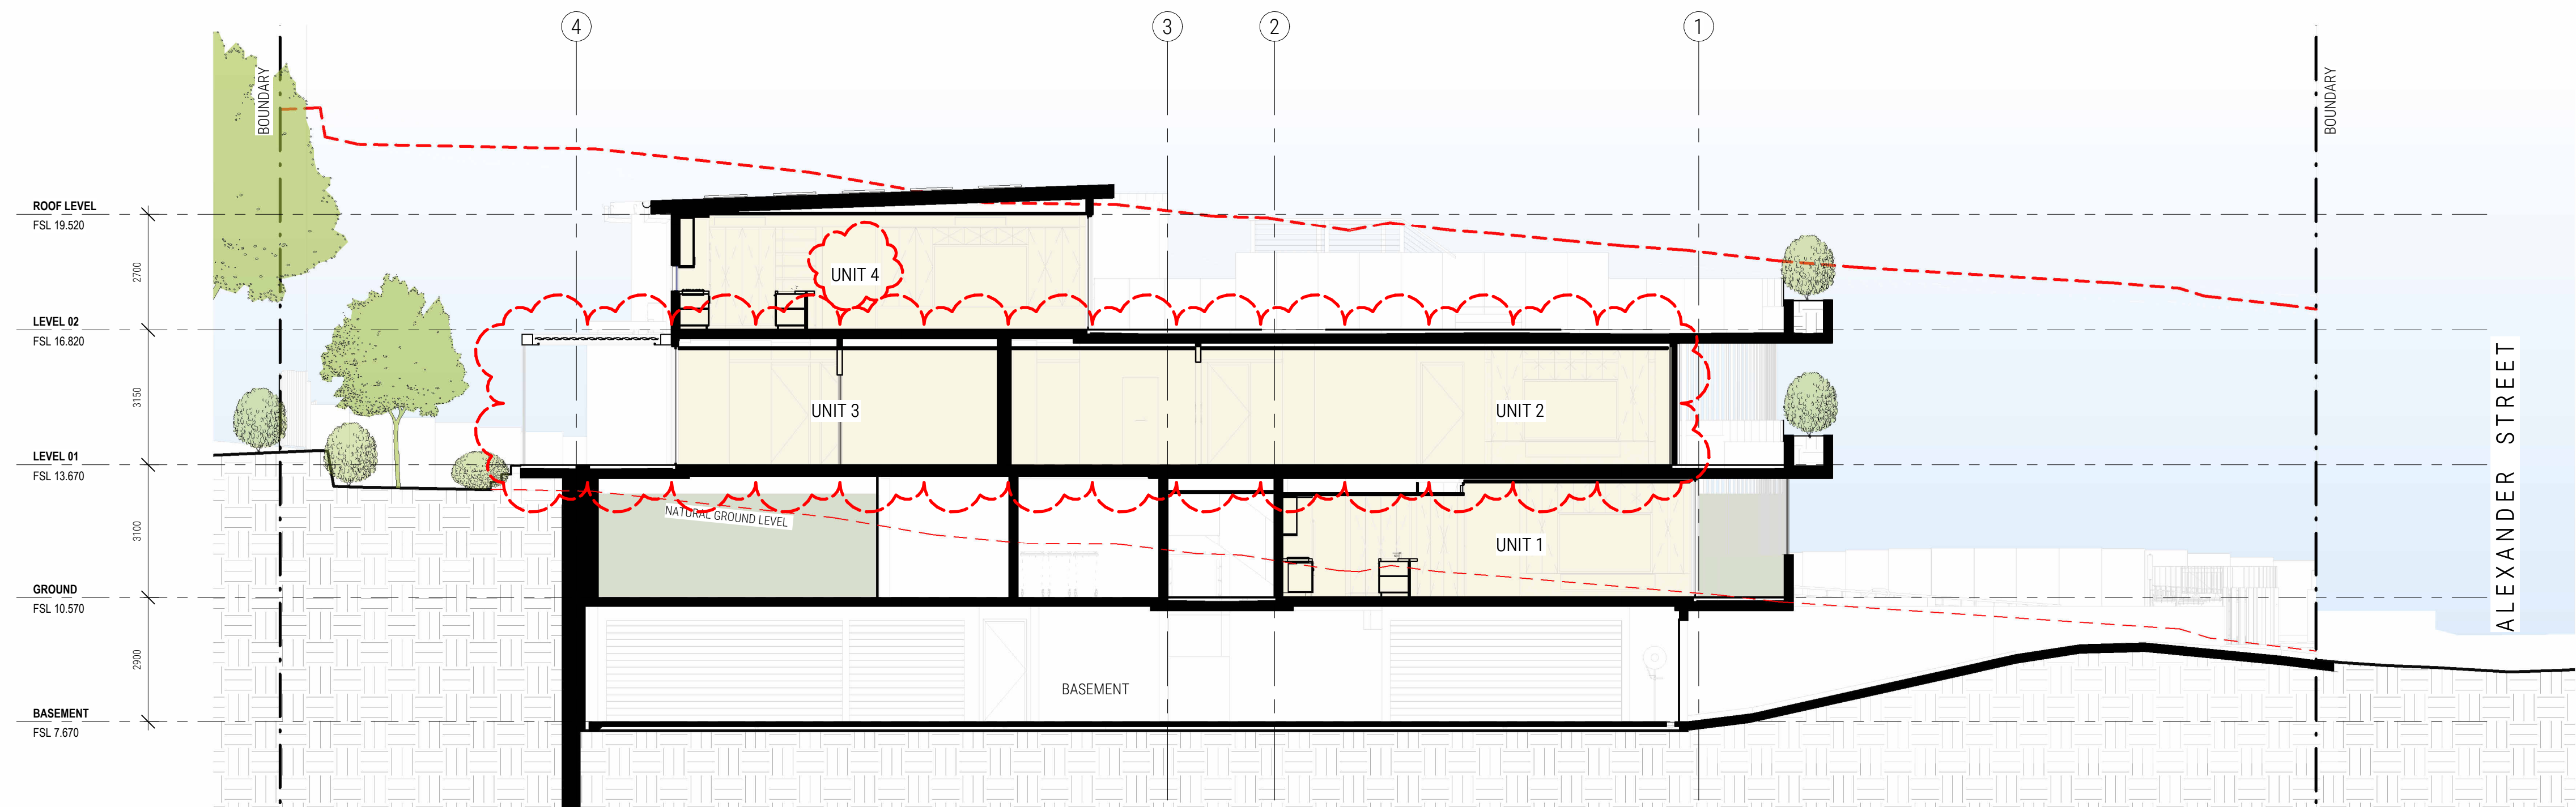 4
3
2
1
BOUNDARY
BOUNDARY
ROOF LEVEL
FSL 19.520
2700
UNIT 4
LEVEL 02
FSL 16.820
3150
UNIT 3
UNIT 2
LEVEL 01
FSL 13.670
3100
NATURAL GROUND LEVEL
UNIT 1
GROUND
FSL 10.570
2900
BASEMENT
BASEMENT
FSL 7.670
ALEXANDER STREET